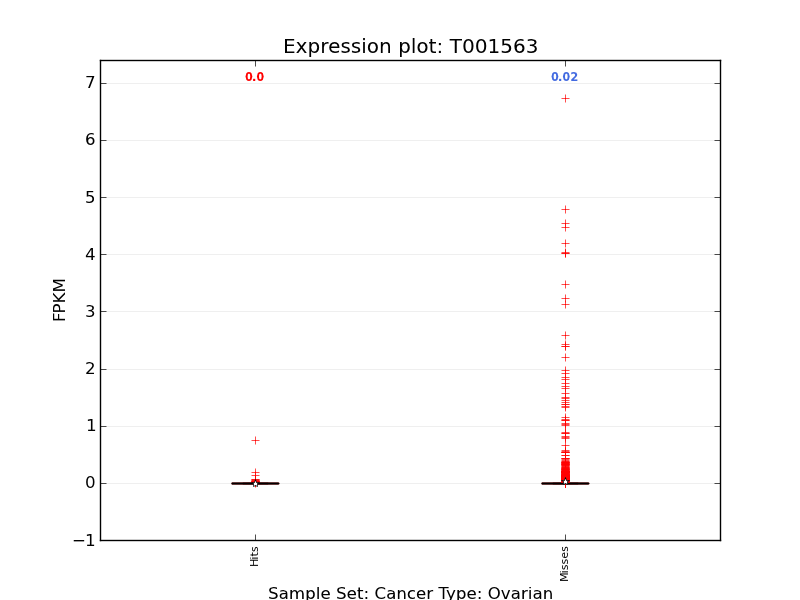 Expression plot: T001563
0.0
0.02
7
6
5
4
3
2
1
0
−1
FPKM
Hits
Misses
Sample Set: Cancer Type: Ovarian